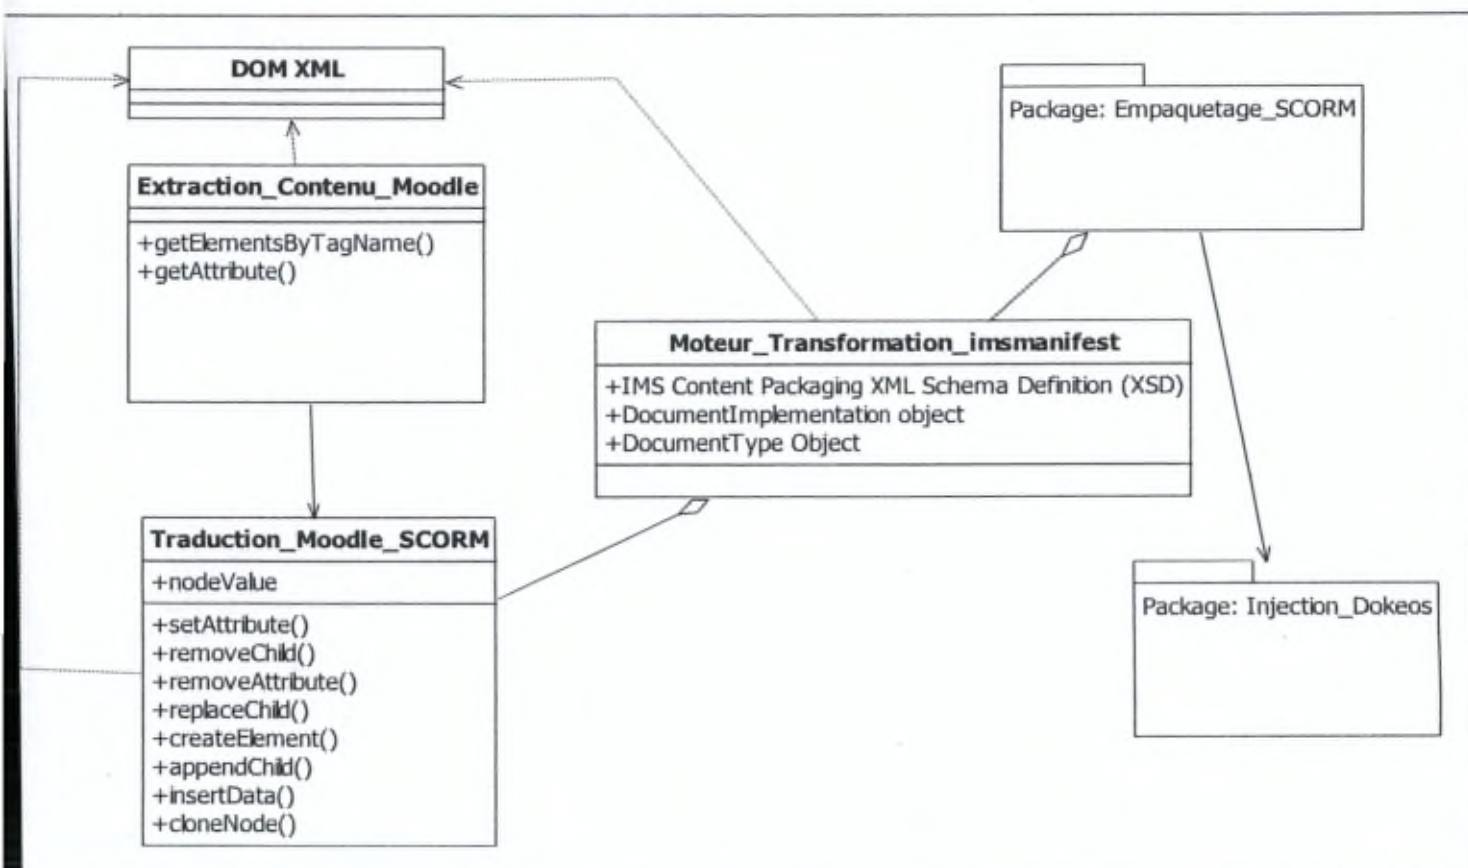 DOM XML
Package: Empaquetage_SCORM
Extraction_Contenu_Moodle
+getElementsByTagName()
+getAttribute()
Moteur_Transformation_imsmanifest
+IMS Content Packaging XML Schema Definition (XSD)
+DocumentImplementation object
+DocumentType Object
Traduction_Moodle_SCORM
+nodeValue
+setAttribute()
+removeChild()
+removeAttribute()
+replaceChild()
+createElement()
+appendChild()
+insertData()
+cloneNode()
Package: Injection_Dokeos